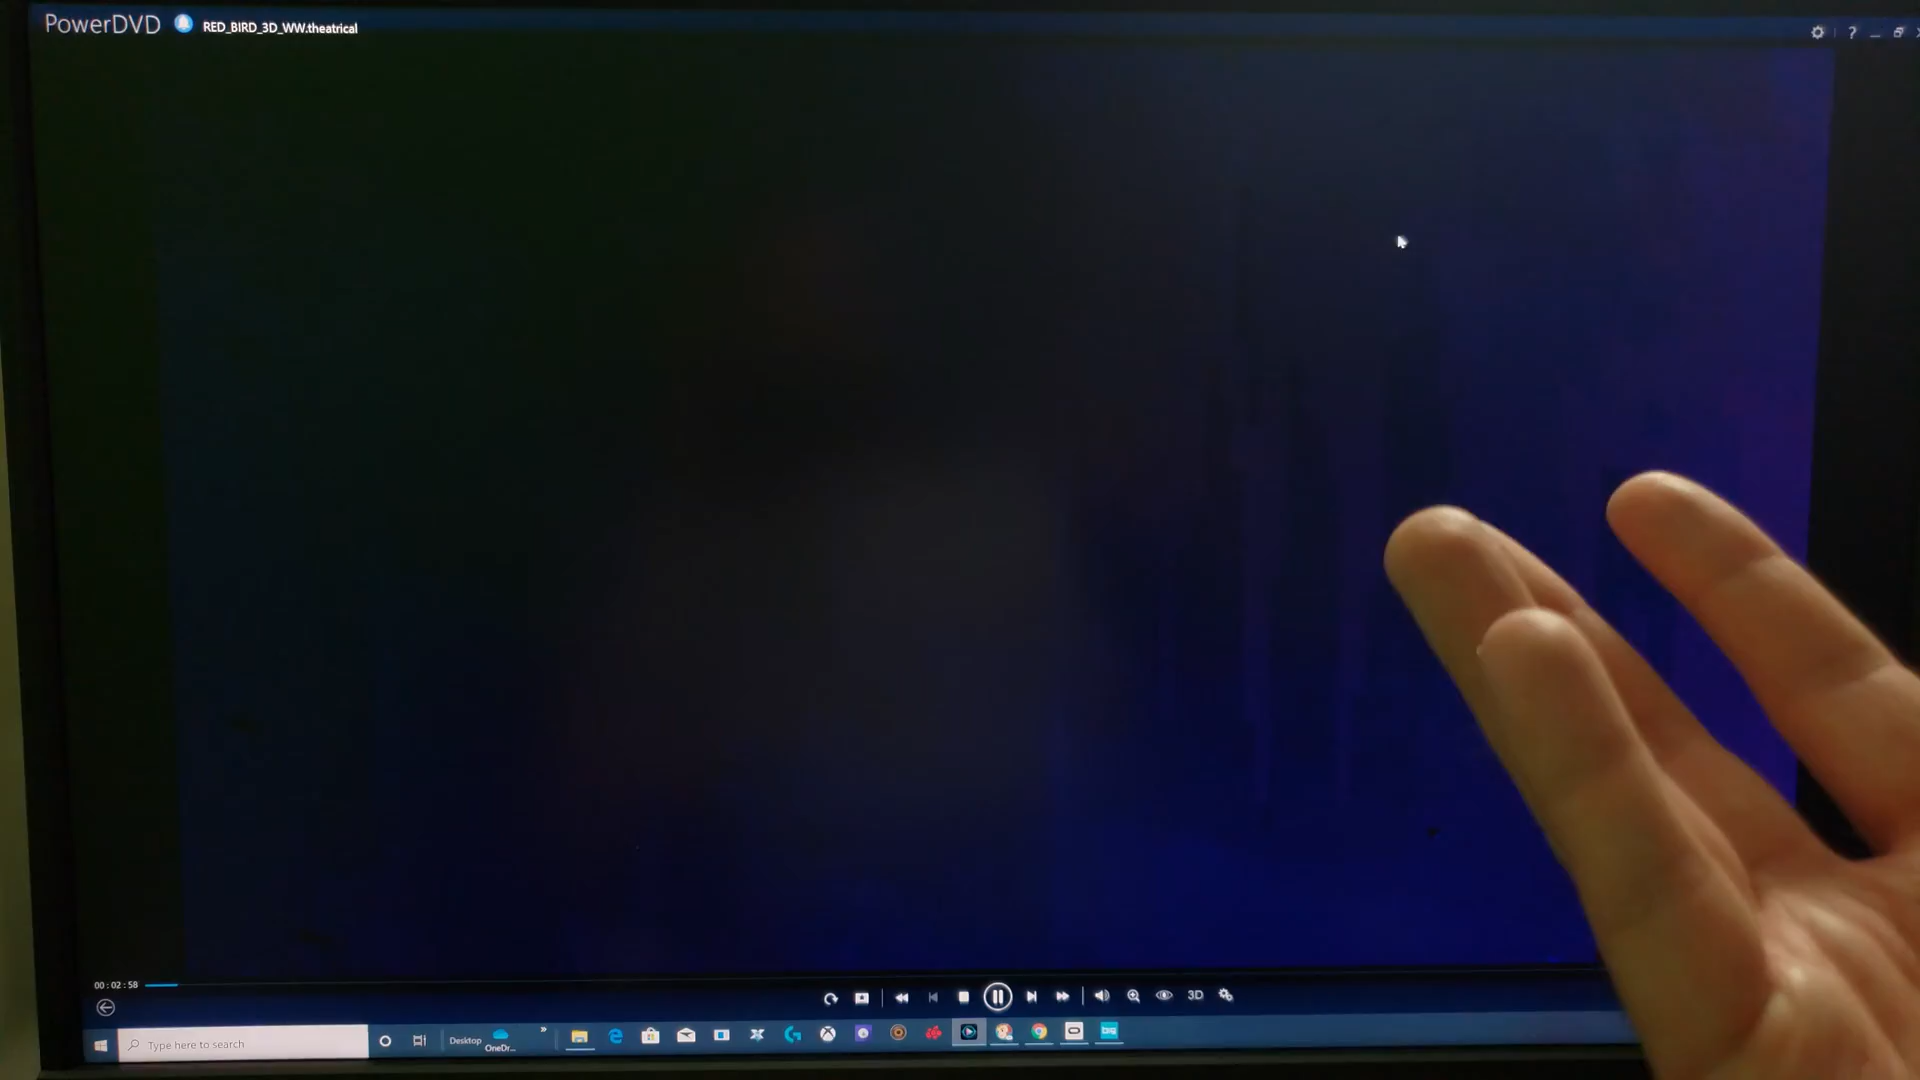 PowerDVD
RED_BIRD_3D_WW.theatrical
?
00:02:58
3D
Type here to search
Desktop
OneDr...
»